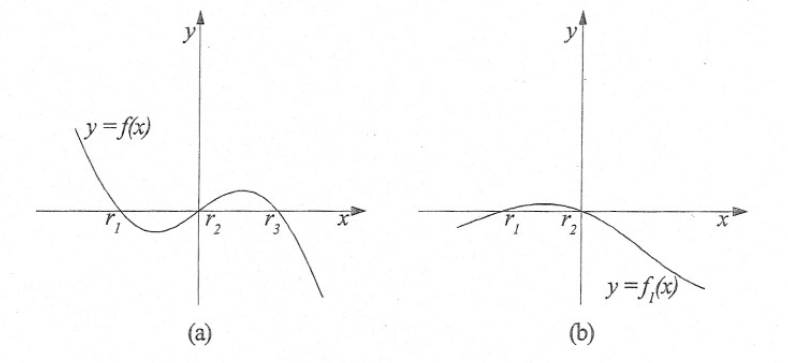 y
y = f(x)
r₁
r₂
r₃
x
(a)
y
r₁
r₂
x
y = f₁(x)
(b)